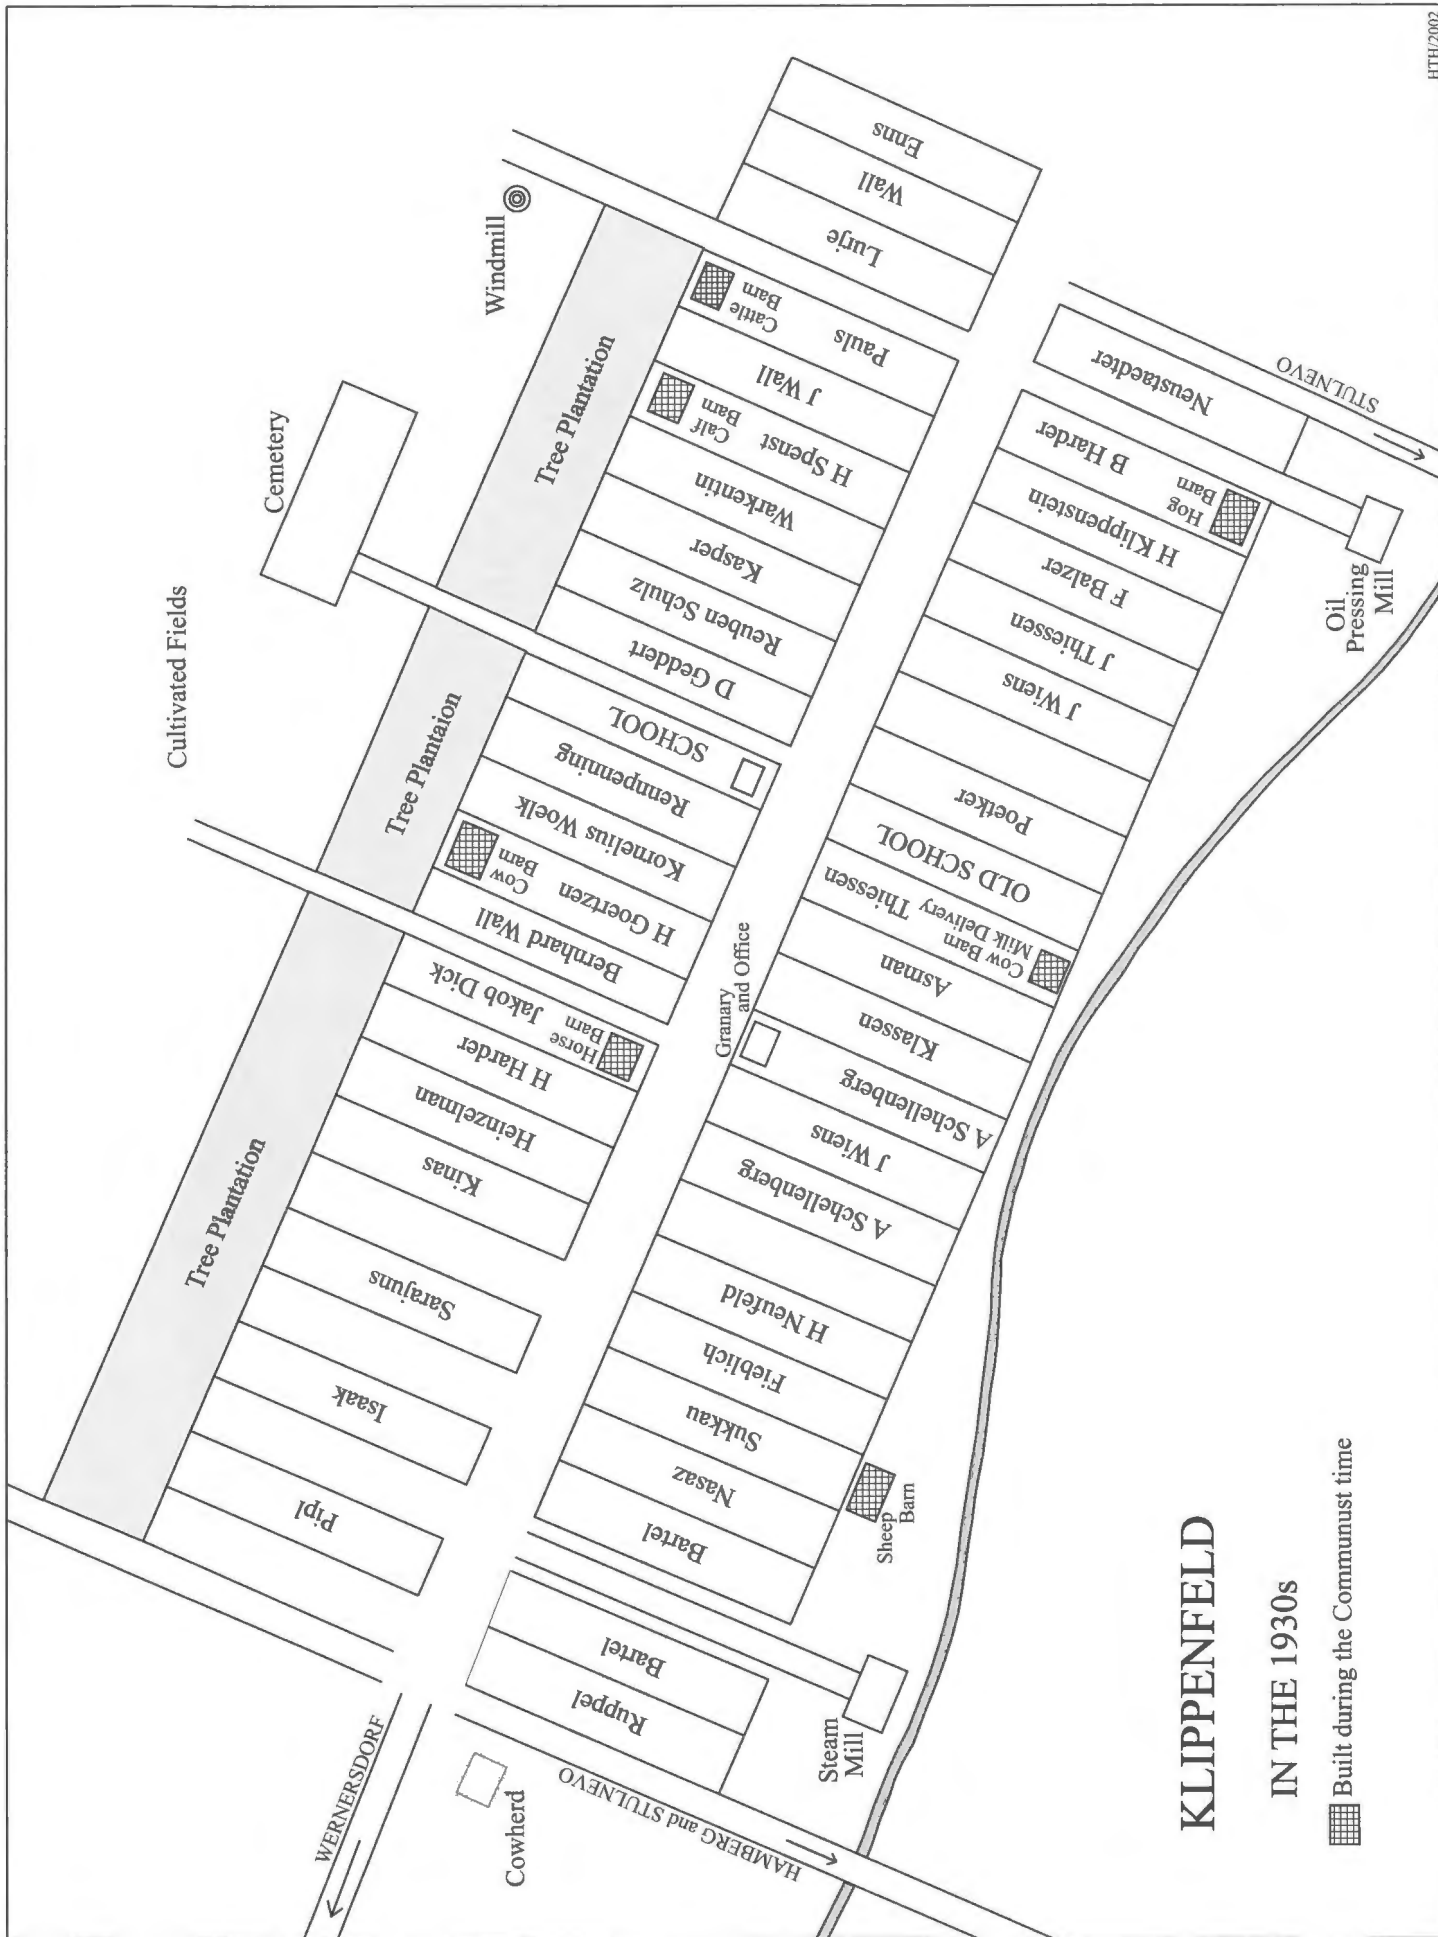 KLIPPENFELD
IN THE 1930s
Built during the Communust time
HTH/2002
Cultivated Fields
Cemetery
Windmill
Tree Plantation
Tree Plantaion
Tree Plantation
WERNERSDORF
Cowherd
HAMBERG and STULNEVO
Pipl
Isaak
Sarajuns
Kinas
Heinzelman
H Harder
Jakob Dick
Horse
Barn
Bernhard Wall
H Goertzen
Cow
Barn
Kornelius Woelk
Rennpenning
SCHOOL
D Geddert
Reuben Schulz
Kasper
Warkentin
H Spenst
Calf
Barn
J Wall
Pauls
Cattle
Barn
Lurje
Wall
Enns
Ruppel
Bartel
Steam
Mill
Bartel
Nasaz
Sukkau
Fieblich
H Neufeld
Sheep
Barn
A Schellenberg
J Wiens
A Schellenberg
Granary
and Office
Klassen
Asman
Thiessen
Milk Delivery
Cow Barn
OLD SCHOOL
Poetker
J Wiens
J Thiessen
F Balzer
H Klippenstein
B Harder
Hog
Barn
Neustaedter
STULNEVO
Oil
Pressing
Mill